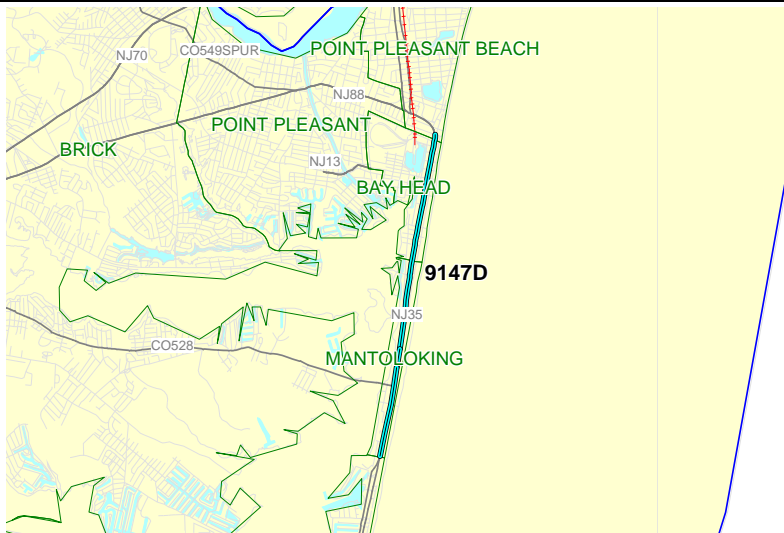 POINT PLEASANT BEACH
NJ70
CO549SPUR
NJ88
POINT PLEASANT
BRICK
NJ13
BAY HEAD
9147D
NJ35
CO528
MANTOLOKING